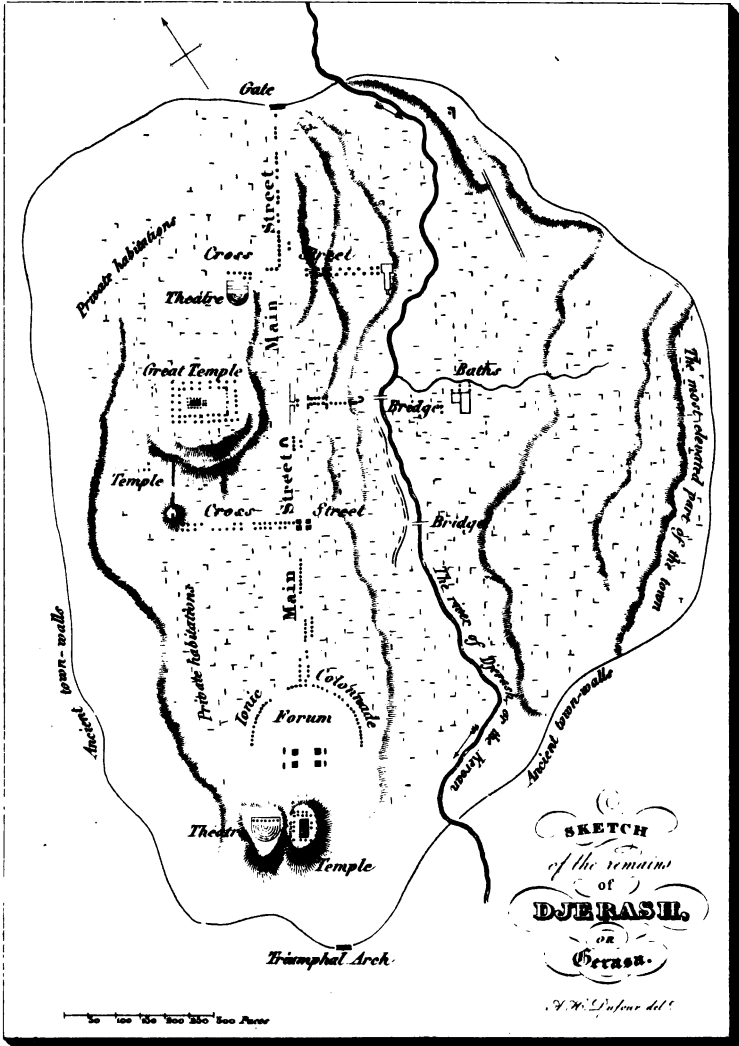 Gate
Main Street
Private habitations
Cross Street
Theatre
Great Temple
Baths
Bridge
The most elevated part of the town
Temple
Cross Street
Bridge
Main Street
Private habitations
The river of Djerash or the Keroan
Ancient town-walls
Ionic Colonnade
Forum
Ancient town-walls
Theatre
Temple
Triumphal Arch
50 100 150 200 250 300 Paces
SKETCH
of the remains
of
DJERASH,
OR
Gerasa.
A. H. Dufour del.